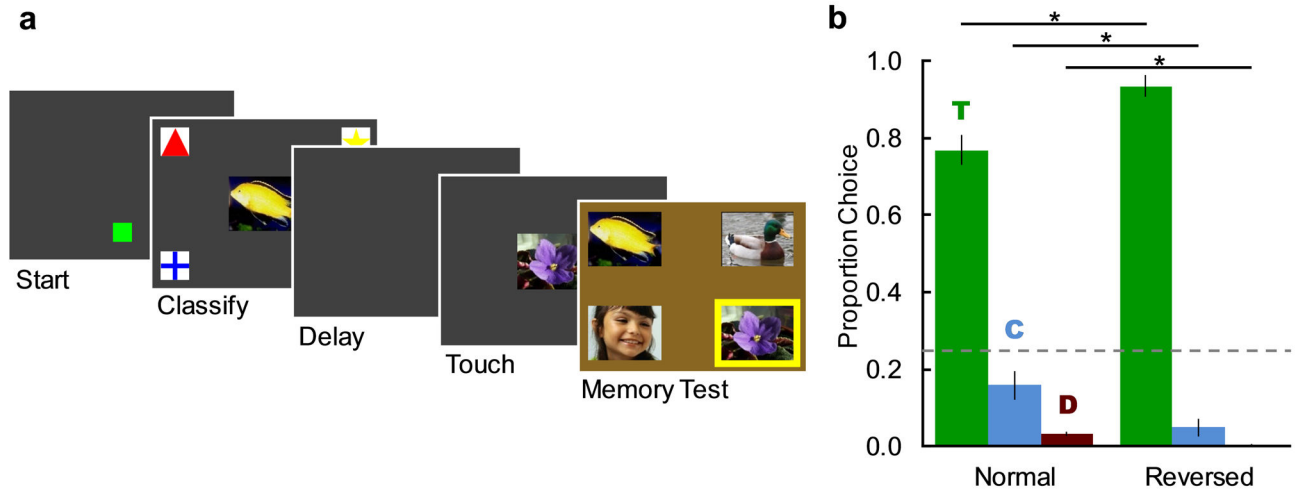 a
Start
Classify
Delay
Touch
Memory Test
b
*
*
*
Proportion Choice
1.0
0.8
0.6
0.4
0.2
0.0
T
C
D
Normal
Reversed